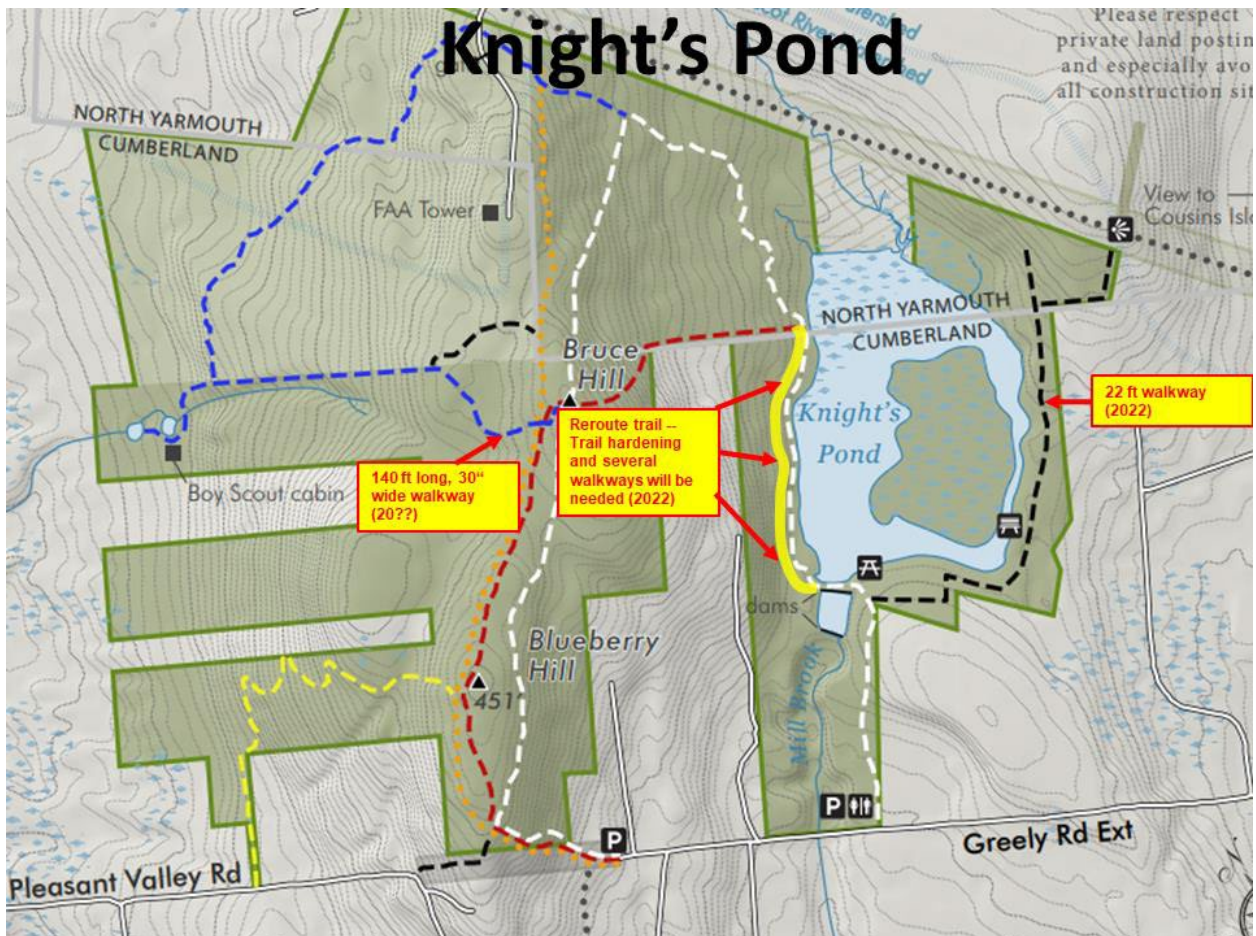 Knight's Pond
Please respect
private land postin
and especially avo
all construction sit
NORTH YARMOUTH
CUMBERLAND
FAA Tower
View to
Cousins Isl
NORTH YARMOUTH
CUMBERLAND
Bruce
Hill
Knight's
Pond
22 ft walkway
(2022)
Reroute trail --
Trail hardening
and several
walkways will be
needed (2022)
140 ft long, 30"
wide walkway
(20??)
Boy Scout cabin
dams
Blueberry
Hill
451'
Mill Brook
P
P
Greely Rd Ext
Pleasant Valley Rd